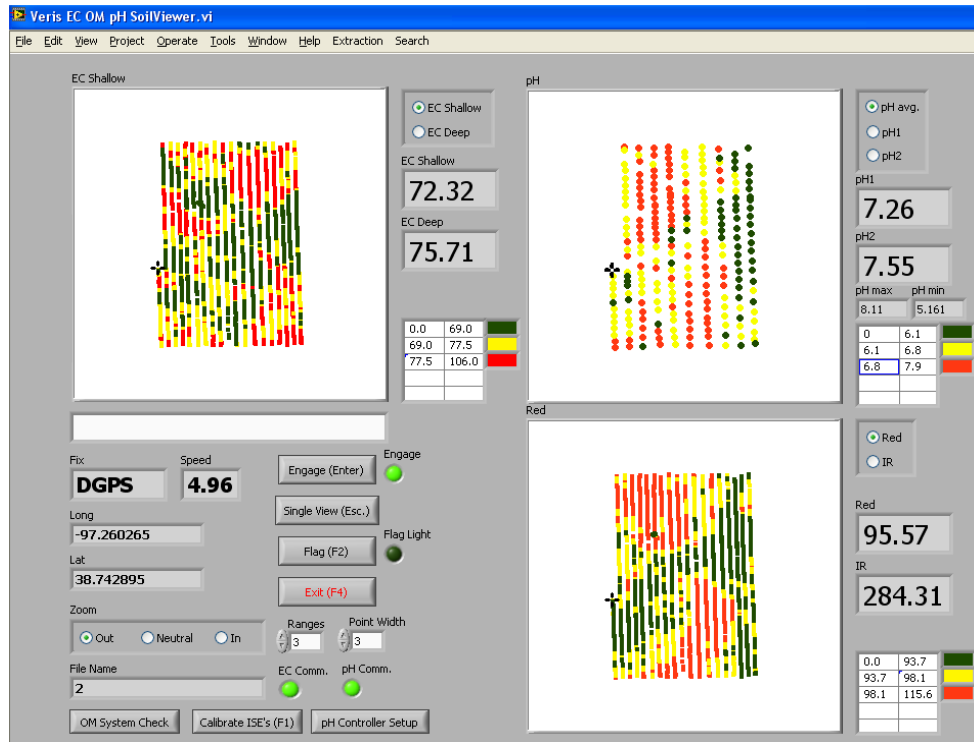 Veris EC OM pH SoilViewer.vi
File Edit View Project Operate Tools Window Help Extraction Search
EC Shallow
EC Shallow
EC Deep
EC Shallow
72.32
EC Deep
75.71
0.0 69.0
69.0 77.5
77.5 106.0
pH
pH avg.
pH1
pH2
pH1
7.26
pH2
7.55
pH max pH min
8.11 5.161
0 6.1
6.1 6.8
6.8 7.9
Fix Speed
DGPS 4.96
Long
-97.260265
Lat
38.742895
Zoom
Out Neutral In
File Name
2
Engage (Enter) Engage
Single View (Esc.)
Flag (F2) Flag Light
Exit (F4)
Ranges Point Width
3 3
EC Comm. pH Comm.
OM System Check Calibrate ISE's (F1) pH Controller Setup
Red
Red
IR
Red
95.57
IR
284.31
0.0 93.7
93.7 98.1
98.1 115.6